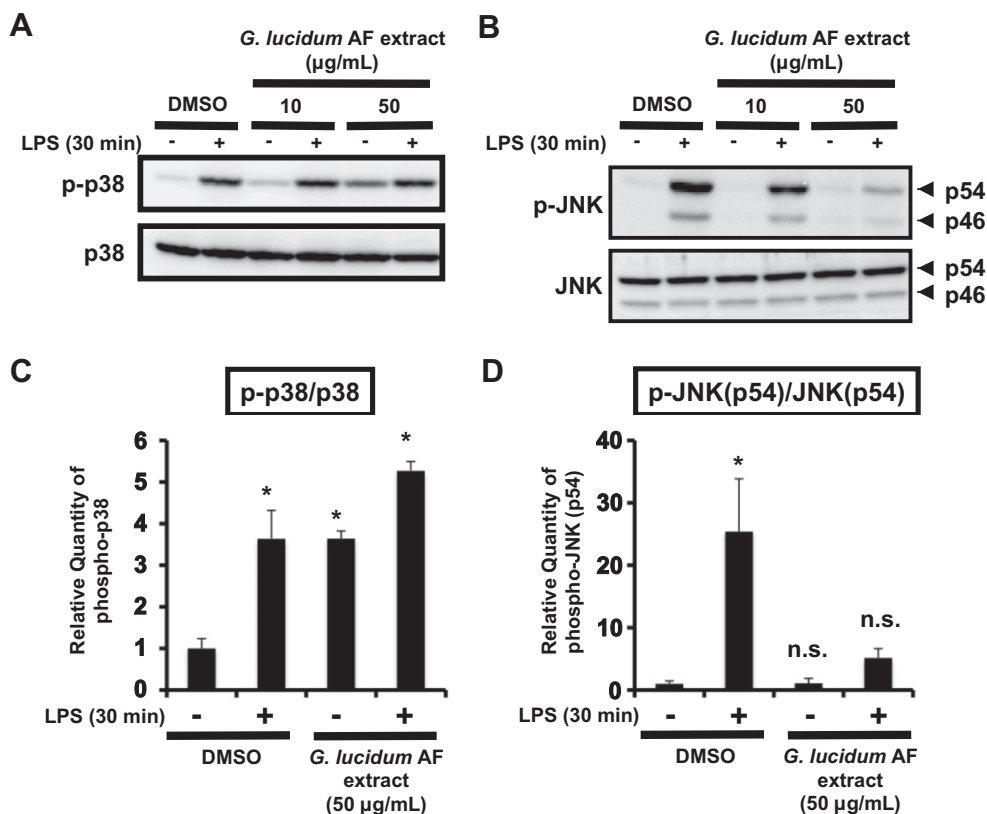 A
G. lucidum AF extract
(µg/mL)
DMSO 10 50
LPS (30 min) - + - + - +
p-p38
p38
B
G. lucidum AF extract
(µg/mL)
DMSO 10 50
LPS (30 min) - + - + - +
p-JNK
p54
p46
JNK
p54
p46
C
p-p38/p38
Relative Quantity of
phospho-p38
6
5
4
3
2
1
0
*
*
*
LPS (30 min) - + - +
DMSO
G. lucidum AF
extract
(50 µg/mL)
D
p-JNK(p54)/JNK(p54)
Relative Quantity of
phospho-JNK (p54)
40
30
20
10
0
*
n.s.
n.s.
LPS (30 min) - + - +
DMSO
G. lucidum AF
extract
(50 µg/mL)